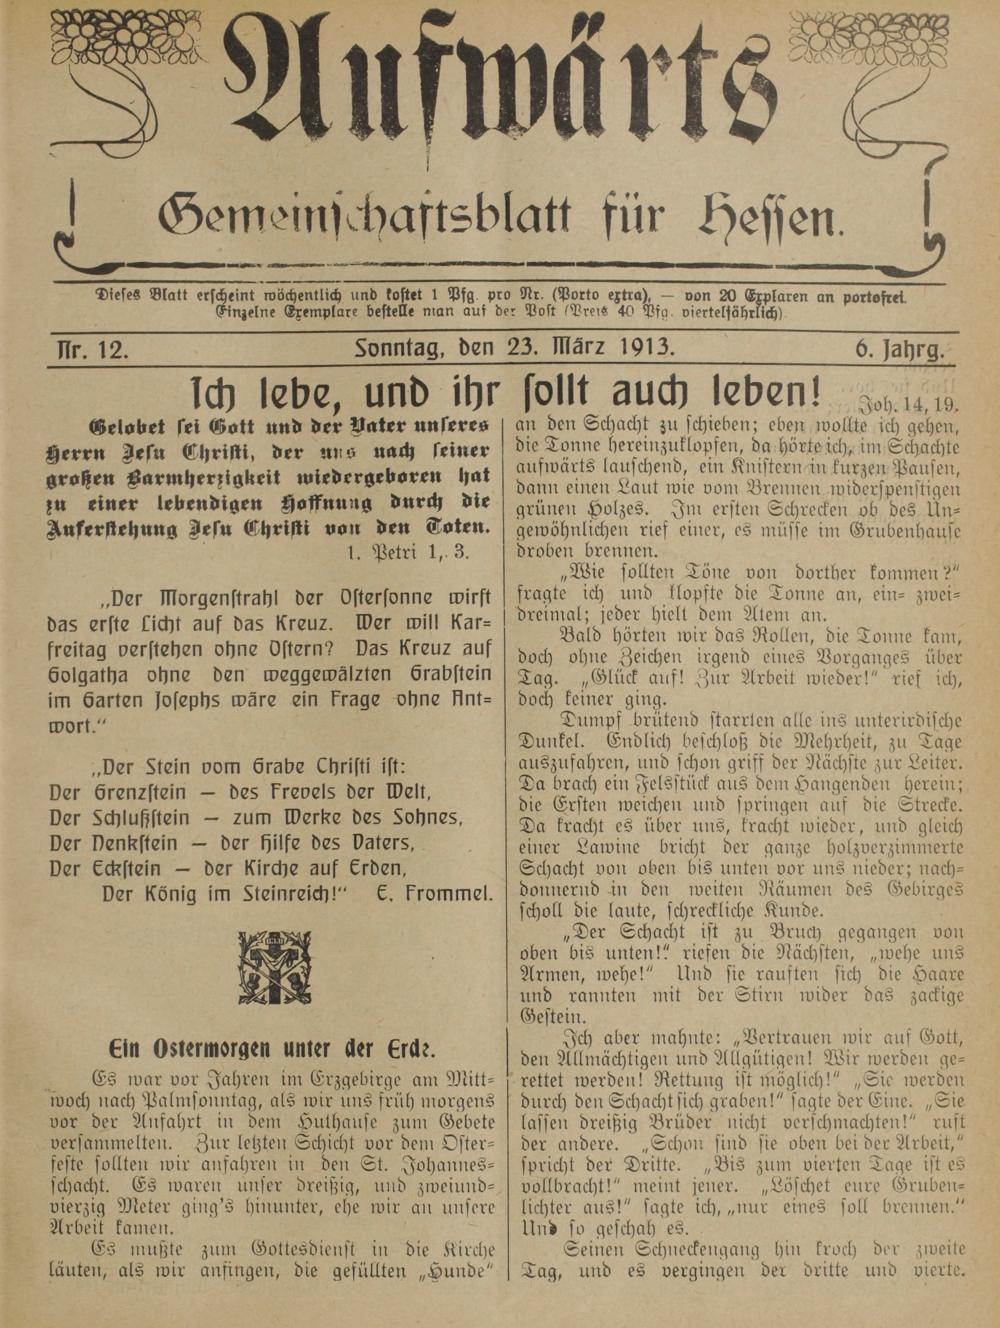 Aufwärts
Gemeinschaftsblatt für Hessen.
Dieses Blatt erscheint wöchentlich und kostet 1 Pfg. pro Nr. (Porto extra), — von 20 Explaren an portofrei.
Einzelne Exemplare bestelle man auf der Post (Preis 40 Pfg. vierteljährlich)
Nr. 12.
Sonntag, den 23. März 1913.
6. Jahrg.
Ich lebe, und ihr sollt auch leben!
Joh. 14, 19.
Gelobet sei Gott und der Vater unseres
Herrn Jesu Christi, der uns nach seiner
großen Barmherzigkeit wiedergeboren hat
zu einer lebendigen Hoffnung durch die
Auferstehung Jesu Christi von den Toten.
1. Petri 1, 3.
„Der Morgenstrahl der Ostersonne wirft
das erste Licht auf das Kreuz. Wer will Kar=
freitag verstehen ohne Ostern? Das Kreuz auf
Golgatha ohne den weggewälzten Grabstein
im Garten Josephs wäre ein Frage ohne Ant=
wort.“
„Der Stein vom Grabe Christi ist:
Der Grenzstein — des Frevels der Welt,
Der Schlußstein — zum Werke des Sohnes,
Der Denkstein — der Hilfe des Vaters,
Der Eckstein — der Kirche auf Erden,
Der König im Steinreich!“ E. Frommel.
Ein Ostermorgen unter der Erde.
Es war vor Jahren im Erzgebirge am Mitt=
woch nach Palmsonntag, als wir uns früh morgens
vor der Anfahrt in dem Huthause zum Gebete
versammelten. Zur letzten Schicht vor dem Oster=
feste sollten wir anfahren in den St. Johannes=
schacht. Es waren unser dreißig, und zweiund=
vierzig Meter ging's hinunter, ehe wir an unsere
Arbeit kamen.
Es mußte zum Gottesdienst in die Kirche
läuten, als wir anfingen, die gefüllten „Hunde“
an den Schacht zu schieben; eben wollte ich gehen,
die Tonne hereinzuklopfen, da hörte ich, im Schachte
aufwärts lauschend, ein Knistern in kurzen Pausen,
dann einen Laut wie vom Brennen widerspenstigen
grünen Holzes. Im ersten Schrecken ob des Un=
gewöhnlichen rief einer, es müsse im Grubenhause
droben brennen.
„Wie sollten Töne von dorther kommen?“
fragte ich und klopfte die Tonne an, ein= zwei=
dreimal; jeder hielt dem Atem an.
Bald hörten wir das Rollen, die Tonne kam,
doch ohne Zeichen irgend eines Vorganges über
Tag. „Glück auf! Zur Arbeit wieder!“ rief ich,
doch keiner ging.
Dumpf brütend starrten alle ins unterirdische
Dunkel. Endlich beschloß die Mehrheit, zu Tage
auszufahren, und schon griff der Nächste zur Leiter.
Da brach ein Felsstück aus dem Hangenden herein;
die Ersten weichen und springen auf die Strecke.
Da kracht es über uns, kracht wieder, und gleich
einer Lawine bricht der ganze holzverzimmerte
Schacht von oben bis unten vor uns nieder; nach=
donnernd in den weiten Räumen des Gebirges
scholl die laute, schreckliche Kunde.
„Der Schacht ist zu Bruch gegangen von
oben bis unten!“ riefen die Nächsten, „wehe uns
Armen, wehe!“ Und sie rauften sich die Haare
und rannten mit der Stirn wider das zackige
Gestein.
Ich aber mahnte: „Vertrauen wir auf Gott,
den Allmächtigen und Allgütigen! Wir werden ge=
rettet werden! Rettung ist möglich!“ „Sie werden
durch den Schacht sich graben!“ sagte der Eine. „Sie
lassen dreißig Brüder nicht verschmachten!“ ruft
der andere. „Schon sind sie oben bei der Arbeit,“
spricht der Dritte. „Bis zum vierten Tage ist es
vollbracht!“ meint jener. „Löschet eure Gruben=
lichter aus!“ sagte ich, „nur eines soll brennen.“
Und so geschah es.
Seinen Schneckengang hin kroch der zweite
Tag, und es vergingen der dritte und vierte.